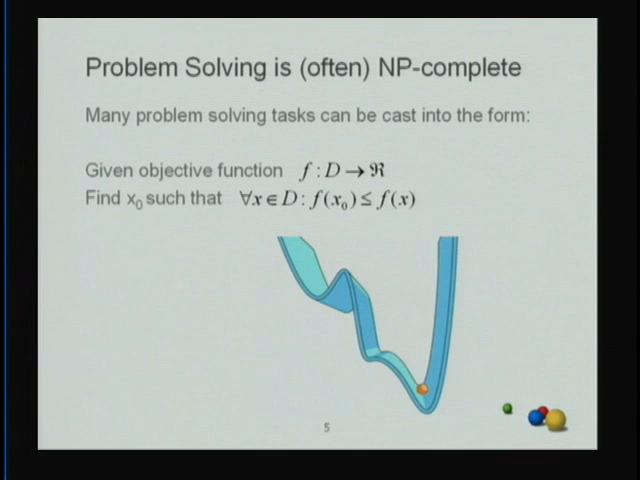 Problem Solving is (often) NP-complete
Many problem solving tasks can be cast into the form:
Given objective function f : D → ℜ
Find x₀ such that ∀x ∈ D : f(x₀) ≤ f(x)
5